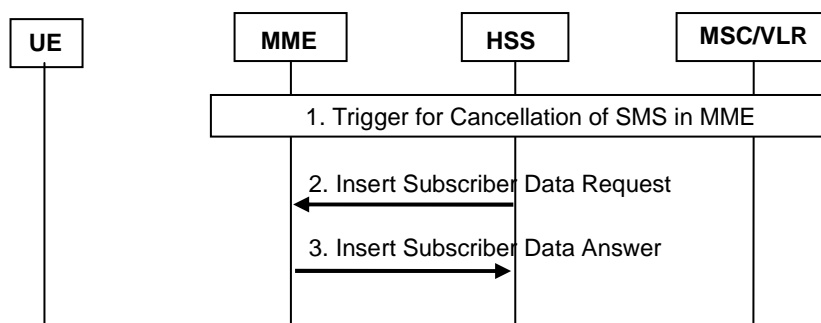 UE
MME
HSS
MSC/VLR
1. Trigger for Cancellation of SMS in MME
2. Insert Subscriber Data Request
3. Insert Subscriber Data Answer